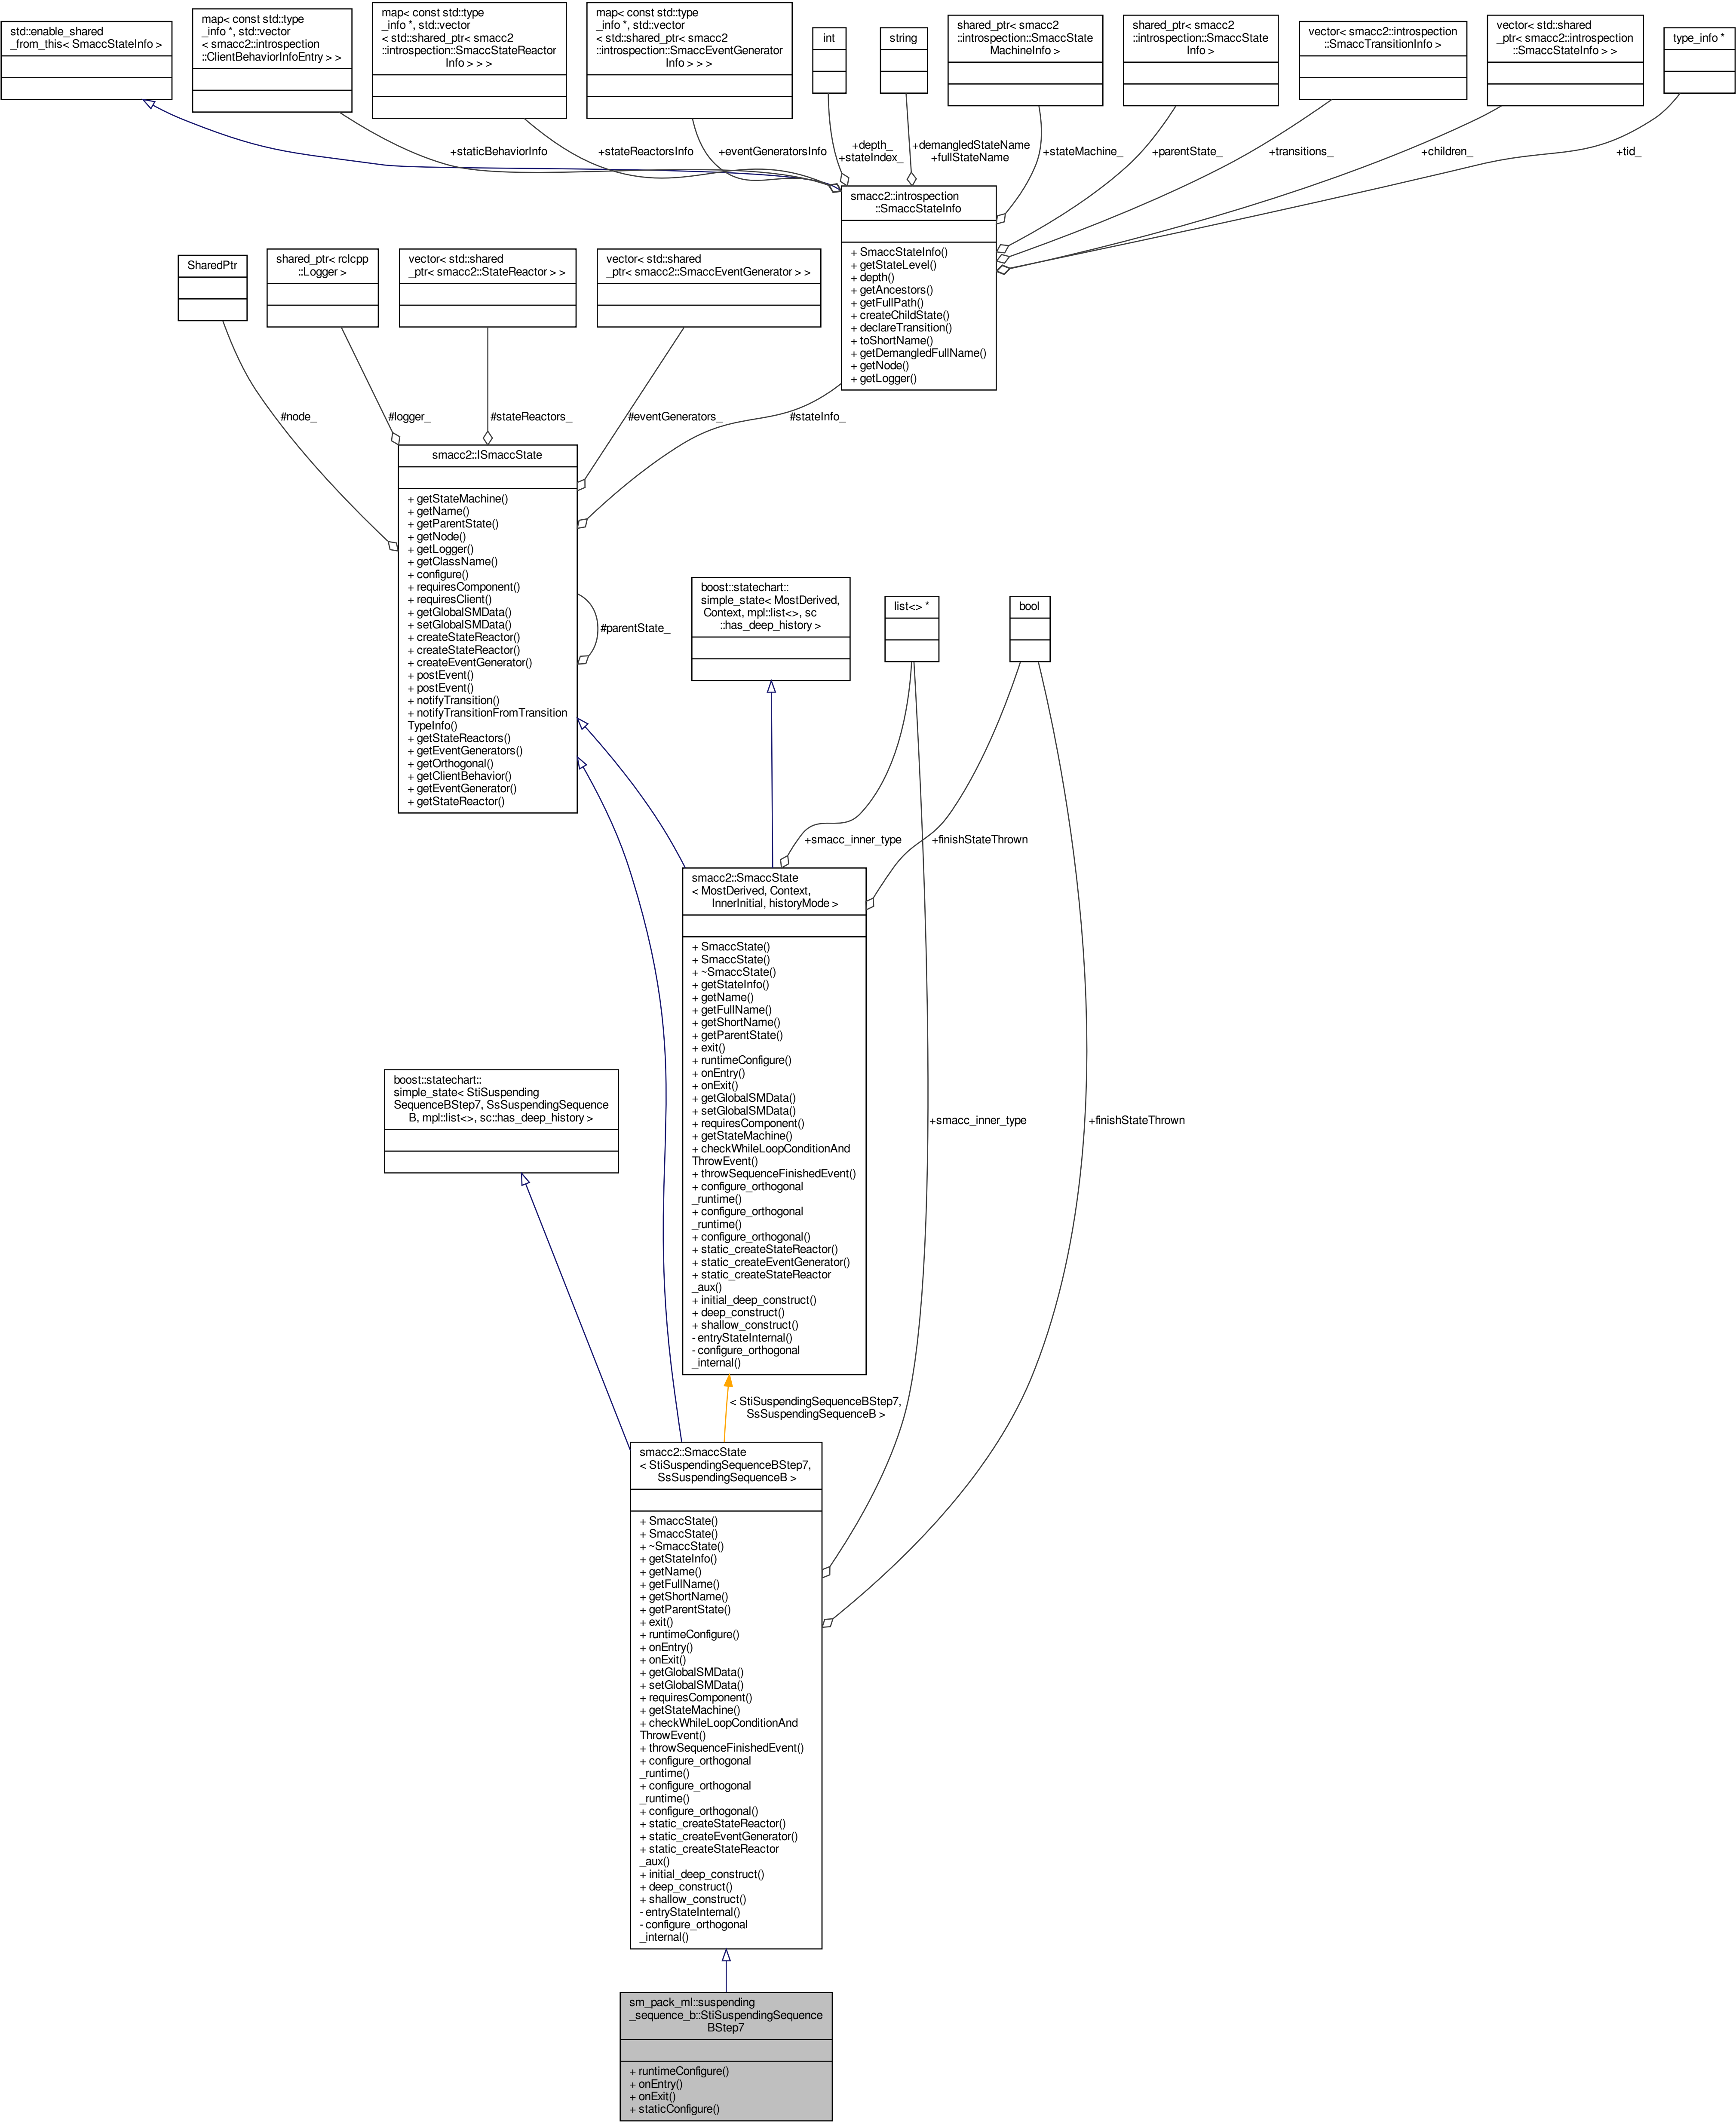 std::enable_shared
_from_this< SmaccStateInfo >
map< const std::type
_info *, std::vector
< smacc2::introspection
::ClientBehaviorInfoEntry > >
map< const std::type
_info *, std::vector
< std::shared_ptr< smacc2
::introspection::SmaccStateReactor
Info > > >
map< const std::type
_info *, std::vector
< std::shared_ptr< smacc2
::introspection::SmaccEventGenerator
Info > > >
int
string
shared_ptr< smacc2
::introspection::SmaccState
MachineInfo >
shared_ptr< smacc2
::introspection::SmaccState
Info >
vector< smacc2::introspection
::SmaccTransitionInfo >
vector< std::shared
_ptr< smacc2::introspection
::SmaccStateInfo > >
type_info *
+staticBehaviorInfo
+stateReactorsInfo
+eventGeneratorsInfo
+depth_
+stateIndex_
+demangledStateName
+fullStateName
+stateMachine_
+parentState_
+transitions_
+children_
+tid_
smacc2::introspection
::SmaccStateInfo
+ SmaccStateInfo()
+ getStateLevel()
+ depth()
+ getAncestors()
+ getFullPath()
+ createChildState()
+ declareTransition()
+ toShortName()
+ getDemangledFullName()
+ getNode()
+ getLogger()
SharedPtr
shared_ptr< rclcpp
::Logger >
vector< std::shared
_ptr< smacc2::StateReactor > >
vector< std::shared
_ptr< smacc2::SmaccEventGenerator > >
#node_
#logger_
#stateReactors_
#eventGenerators_
#stateInfo_
smacc2::ISmaccState
+ getStateMachine()
+ getName()
+ getParentState()
+ getNode()
+ getLogger()
+ getClassName()
+ configure()
+ requiresComponent()
+ requiresClient()
+ getGlobalSMData()
+ setGlobalSMData()
+ createStateReactor()
+ createStateReactor()
+ createEventGenerator()
+ postEvent()
+ postEvent()
+ notifyTransition()
+ notifyTransitionFromTransition
TypeInfo()
+ getStateReactors()
+ getEventGenerators()
+ getOrthogonal()
+ getClientBehavior()
+ getEventGenerator()
+ getStateReactor()
#parentState_
boost::statechart::
simple_state< MostDerived,
Context, mpl::list<>, sc
::has_deep_history >
list<> *
bool
+smacc_inner_type
+finishStateThrown
smacc2::SmaccState
< MostDerived, Context,
InnerInitial, historyMode >
+ SmaccState()
+ SmaccState()
+ ~SmaccState()
+ getStateInfo()
+ getName()
+ getFullName()
+ getShortName()
+ getParentState()
+ exit()
+ runtimeConfigure()
+ onEntry()
+ onExit()
+ getGlobalSMData()
+ setGlobalSMData()
+ requiresComponent()
+ getStateMachine()
+ checkWhileLoopConditionAnd
ThrowEvent()
+ throwSequenceFinishedEvent()
+ configure_orthogonal
_runtime()
+ configure_orthogonal
_runtime()
+ configure_orthogonal()
+ static_createStateReactor()
+ static_createEventGenerator()
+ static_createStateReactor
_aux()
+ initial_deep_construct()
+ deep_construct()
+ shallow_construct()
- entryStateInternal()
- configure_orthogonal
_internal()
boost::statechart::
simple_state< StiSuspending
SequenceBStep7, SsSuspendingSequence
B, mpl::list<>, sc::has_deep_history >
+smacc_inner_type
+finishStateThrown
< StiSuspendingSequenceBStep7,
SsSuspendingSequenceB >
smacc2::SmaccState
< StiSuspendingSequenceBStep7,
SsSuspendingSequenceB >
+ SmaccState()
+ SmaccState()
+ ~SmaccState()
+ getStateInfo()
+ getName()
+ getFullName()
+ getShortName()
+ getParentState()
+ exit()
+ runtimeConfigure()
+ onEntry()
+ onExit()
+ getGlobalSMData()
+ setGlobalSMData()
+ requiresComponent()
+ getStateMachine()
+ checkWhileLoopConditionAnd
ThrowEvent()
+ throwSequenceFinishedEvent()
+ configure_orthogonal
_runtime()
+ configure_orthogonal
_runtime()
+ configure_orthogonal()
+ static_createStateReactor()
+ static_createEventGenerator()
+ static_createStateReactor
_aux()
+ initial_deep_construct()
+ deep_construct()
+ shallow_construct()
- entryStateInternal()
- configure_orthogonal
_internal()
sm_pack_ml::suspending
_sequence_b::StiSuspendingSequence
BStep7
+ runtimeConfigure()
+ onEntry()
+ onExit()
+ staticConfigure()